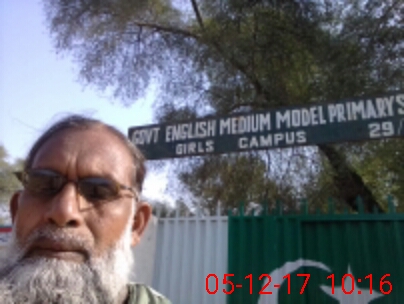 GOVT ENGLISH MEDIUM MODEL PRIMARY S
GIRLS CAMPUS 29/
05-12-17 10:16